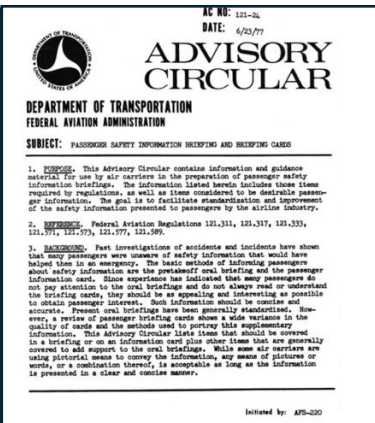 AC NO: 121-24
DATE: 6/23/77
DEPARTMENT OF TRANSPORTATION
UNITED STATES OF AMERICA
ADVISORY
CIRCULAR
DEPARTMENT OF TRANSPORTATION
FEDERAL AVIATION ADMINISTRATION
SUBJECT: PASSENGER SAFETY INFORMATION BRIEFING AND BRIEFING CARDS
1. PURPOSE. This Advisory Circular contains information and guidance
material for use by air carriers in the preparation of passenger safety
information briefings. The information listed herein includes those items
required by regulations, as well as items considered to be desirable passen-
ger information. The goal is to facilitate standardization and improvement
of the safety information presented to passengers by the airline industry.
2. REFERENCE. Federal Aviation Regulations 121.311, 121.317, 121.333,
121.571, 121.573, 121.577, 121.589.
3. BACKGROUND. Past investigations of accidents and incidents have shown
that many passengers were unaware of safety information that would have
helped them in an emergency. The basic methods of informing passengers
about safety information are the pretakeoff oral briefing and the passenger
information card. Since experience has indicated that many passengers do
not pay attention to the oral briefings and do not always read or understand
the briefing cards, they should be as appealing and interesting as possible
to obtain passenger interest. Such information should be concise and
accurate. Present oral briefings have been generally standardized. How-
ever, a review of passenger briefing cards shows a wide variance in the
quality of cards and the methods used to portray this supplementary
information. This Advisory Circular lists items that should be covered
in a briefing or on an information card plus other items that are generally
covered to add support to the oral briefings. While some air carriers are
using pictorial means to convey the information, any means of pictures or
words, or a combination thereof, is acceptable as long as the information
is presented in a clear and concise manner.
Initiated by: AFS-220